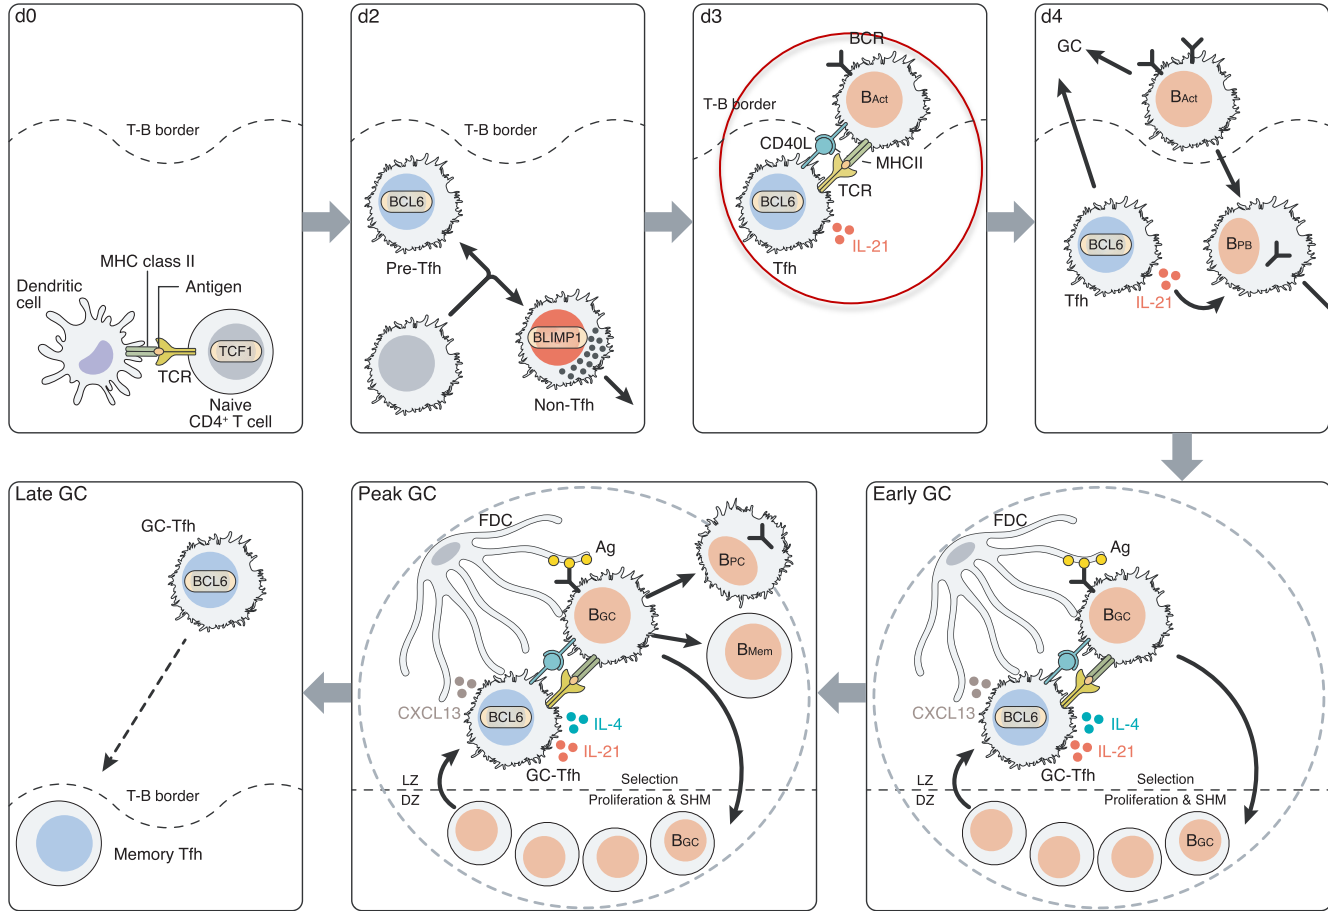 d0
T-B border
MHC class II
Antigen
Dendritic
cell
TCF1
TCR
Naive
CD4⁺ T cell
d2
T-B border
BCL6
Pre-Tfh
BLIMP1
Non-Tfh
d3
BCR
BAct
T-B border
CD40L
MHCII
TCR
BCL6
IL-21
Tfh
d4
GC
BAct
BCL6
BPB
Tfh
IL-21
Early GC
FDC
Ag
BGC
CXCL13
BCL6
IL-4
IL-21
GC-Tfh
LZ
Selection
DZ
Proliferation & SHM
BGC
Peak GC
FDC
Ag
BPC
BGC
BMem
CXCL13
BCL6
IL-4
IL-21
GC-Tfh
LZ
Selection
DZ
Proliferation & SHM
BGC
Late GC
GC-Tfh
BCL6
T-B border
Memory Tfh